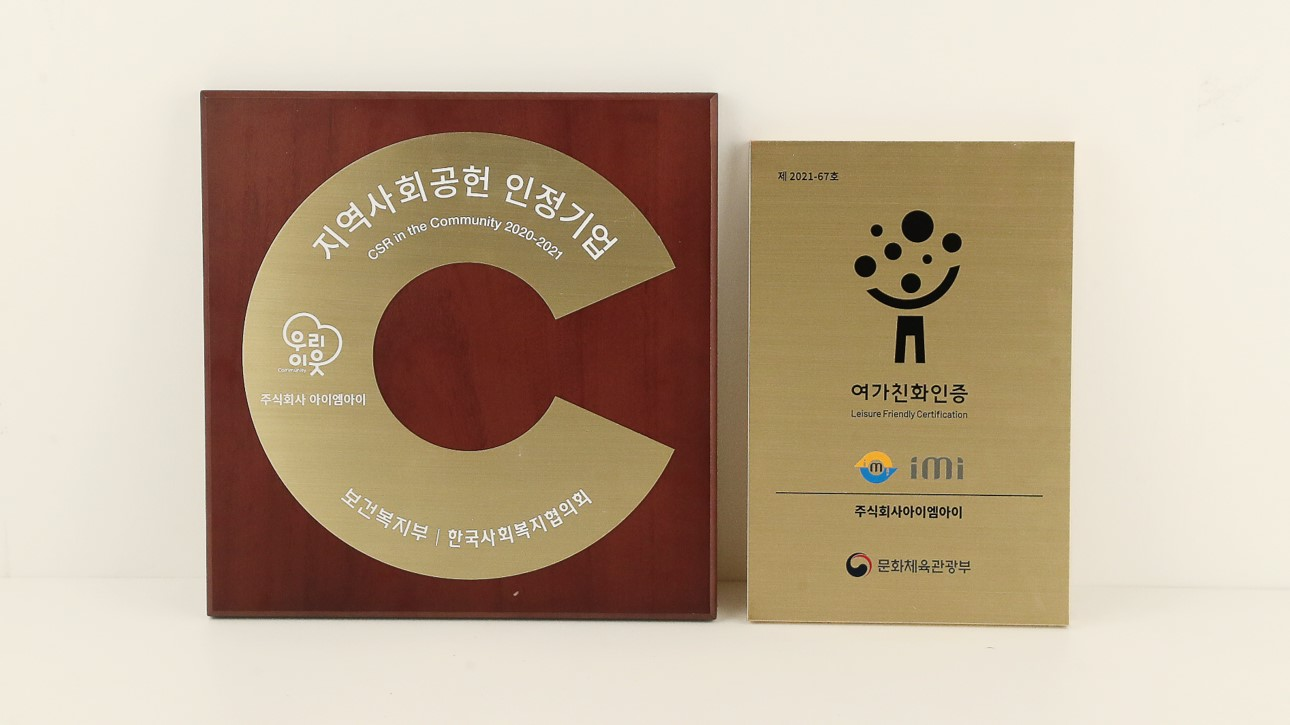 지역사회공헌 인정기업
CSR in the Community 2020-2021
우리
이웃
Community
주식회사 아이엠아이
보건복지부 | 한국사회복지협의회
제 2021-67호
여가친화인증
Leisure Friendly Certification
imi imi
주식회사아이엠아이
문화체육관광부